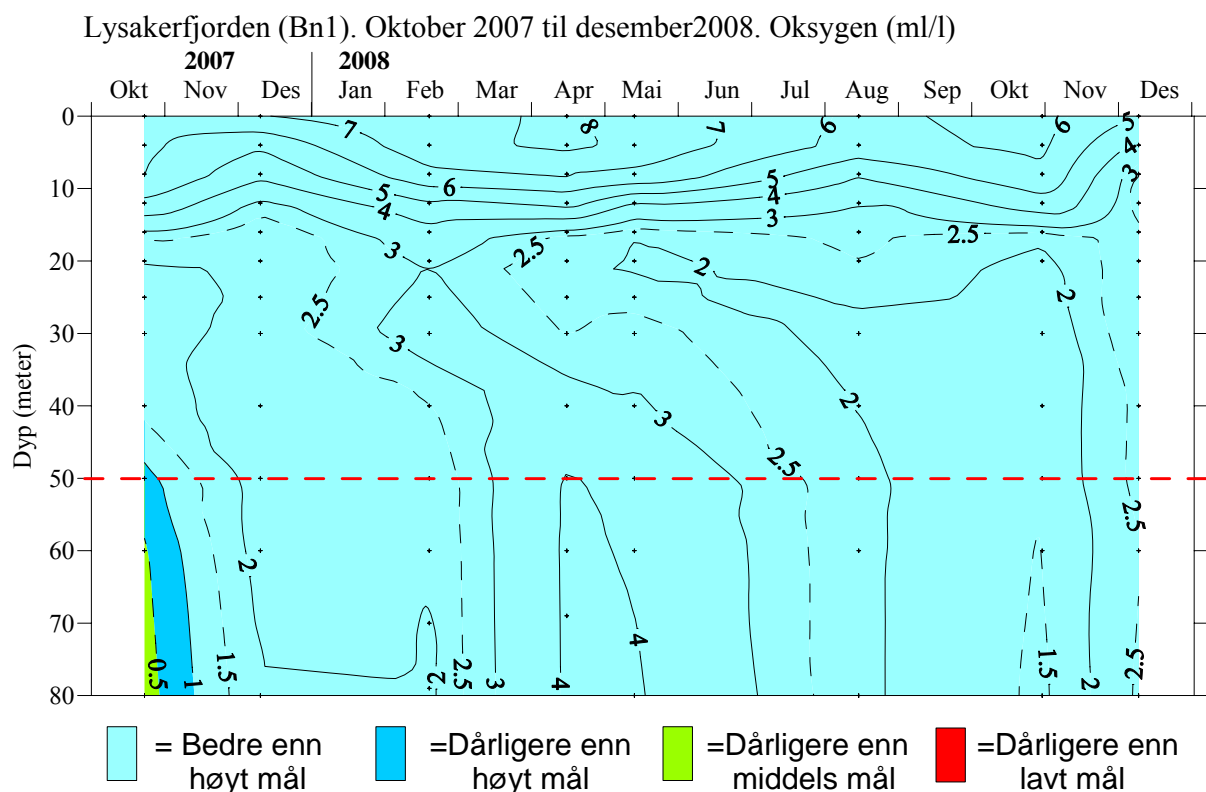 Lysakerfjorden (Bn1). Oktober 2007 til desember2008. Oksygen (ml/l)
2007 2008
Okt Nov Des Jan Feb Mar Apr Mai Jun Jul Aug Sep Okt Nov Des
Dyp (meter)
0
10
20
30
40
50
60
70
80
7 8 7 6 6 5
5 6 5 4
4 4 3
3 3 2.5
2.5 2 2
2.5 3
3 2
2.5
2 2.5
4
0.5 1 1.5 2 2.5 3 4 1.5 2 2.5
= Bedre enn høyt mål
=Dårligere enn høyt mål
=Dårligere enn middels mål
=Dårligere enn lavt mål